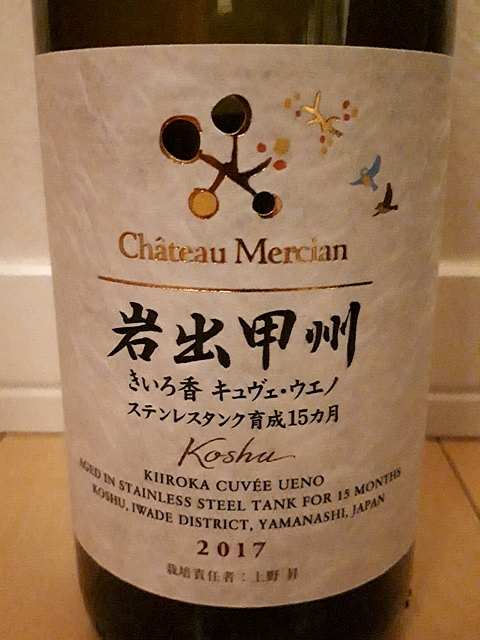 Château Mercian
岩出甲州
きいろ香 キュヴェ・ウエノ
ステンレスタンク育成15カ月
Koshu
KIIROKA CUVÉE UENO
AGED IN STAINLESS STEEL TANK FOR 15 MONTHS
KOSHU, IWADE DISTRICT, YAMANASHI, JAPAN
2017
栽培責任者：上野 昇